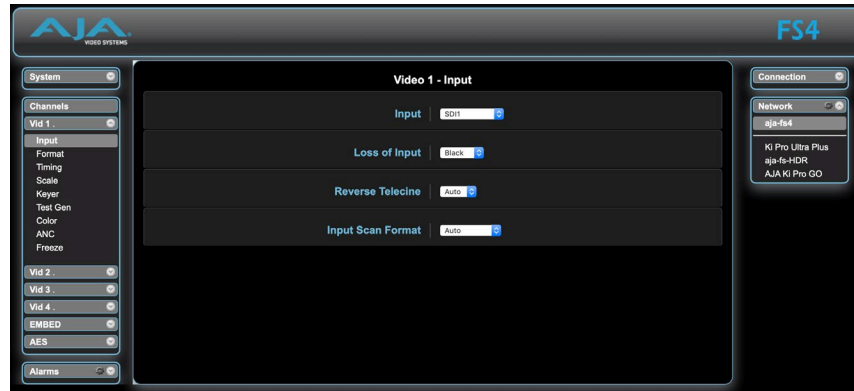 AJA
VIDEO SYSTEMS
FS4
System
Channels
Vid 1 .
Input
Format
Timing
Scale
Keyer
Test Gen
Color
ANC
Freeze
Vid 2 .
Vid 3 .
Vid 4 .
EMBED
AES
Alarms
Video 1 - Input
Input SDI1
Loss of Input Black
Reverse Telecine Auto
Input Scan Format Auto
Connection
Network
aja-fs4
Ki Pro Ultra Plus
aja-fs-HDR
AJA Ki Pro GO